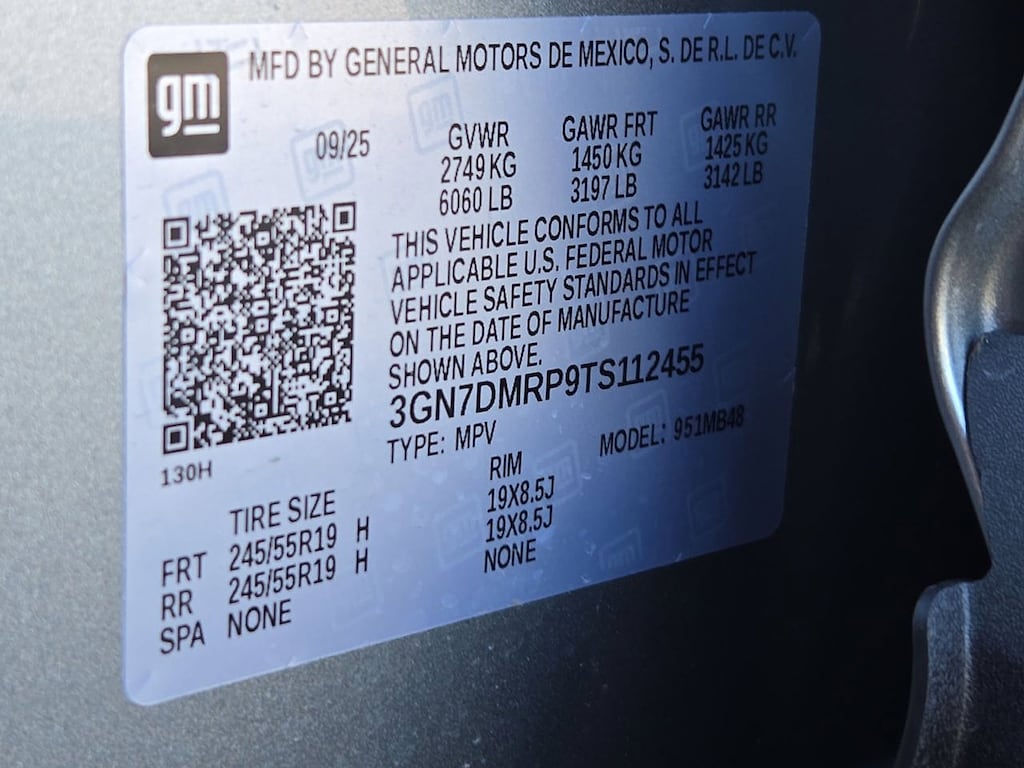 gm
MFD BY GENERAL MOTORS DE MEXICO, S. DE R.L. DE C.V.
09/25
GVWR
2749 KG
6060 LB
GAWR FRT
1450 KG
3197 LB
GAWR RR
1425 KG
3142 LB
THIS VEHICLE CONFORMS TO ALL
APPLICABLE U.S. FEDERAL MOTOR
VEHICLE SAFETY STANDARDS IN EFFECT
ON THE DATE OF MANUFACTURE
SHOWN ABOVE.
3GN7DMRP9TS112455
TYPE: MPV MODEL: 951MB48
130H
TIRE SIZE RIM
FRT 245/55R19 H 19X8.5J
RR 245/55R19 H 19X8.5J
SPA NONE NONE